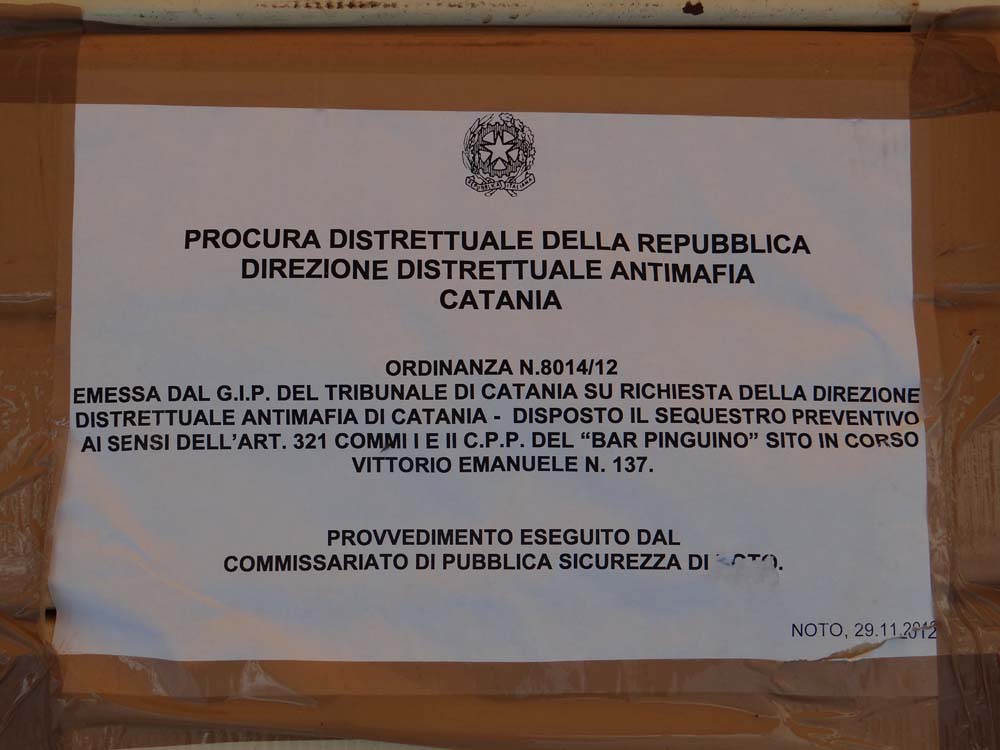 REPVBBLICA ITALIANA
PROCURA DISTRETTUALE DELLA REPUBBLICA
DIREZIONE DISTRETTUALE ANTIMAFIA
CATANIA
ORDINANZA N.8014/12
EMESSA DAL G.I.P. DEL TRIBUNALE DI CATANIA SU RICHIESTA DELLA DIREZIONE
DISTRETTUALE ANTIMAFIA DI CATANIA - DISPOSTO IL SEQUESTRO PREVENTIVO
AI SENSI DELL'ART. 321 COMMI I E II C.P.P. DEL “BAR PINGUINO” SITO IN CORSO
VITTORIO EMANUELE N. 137.
PROVVEDIMENTO ESEGUITO DAL
COMMISSARIATO DI PUBBLICA SICUREZZA DI NOTO.
NOTO, 29.11.2012